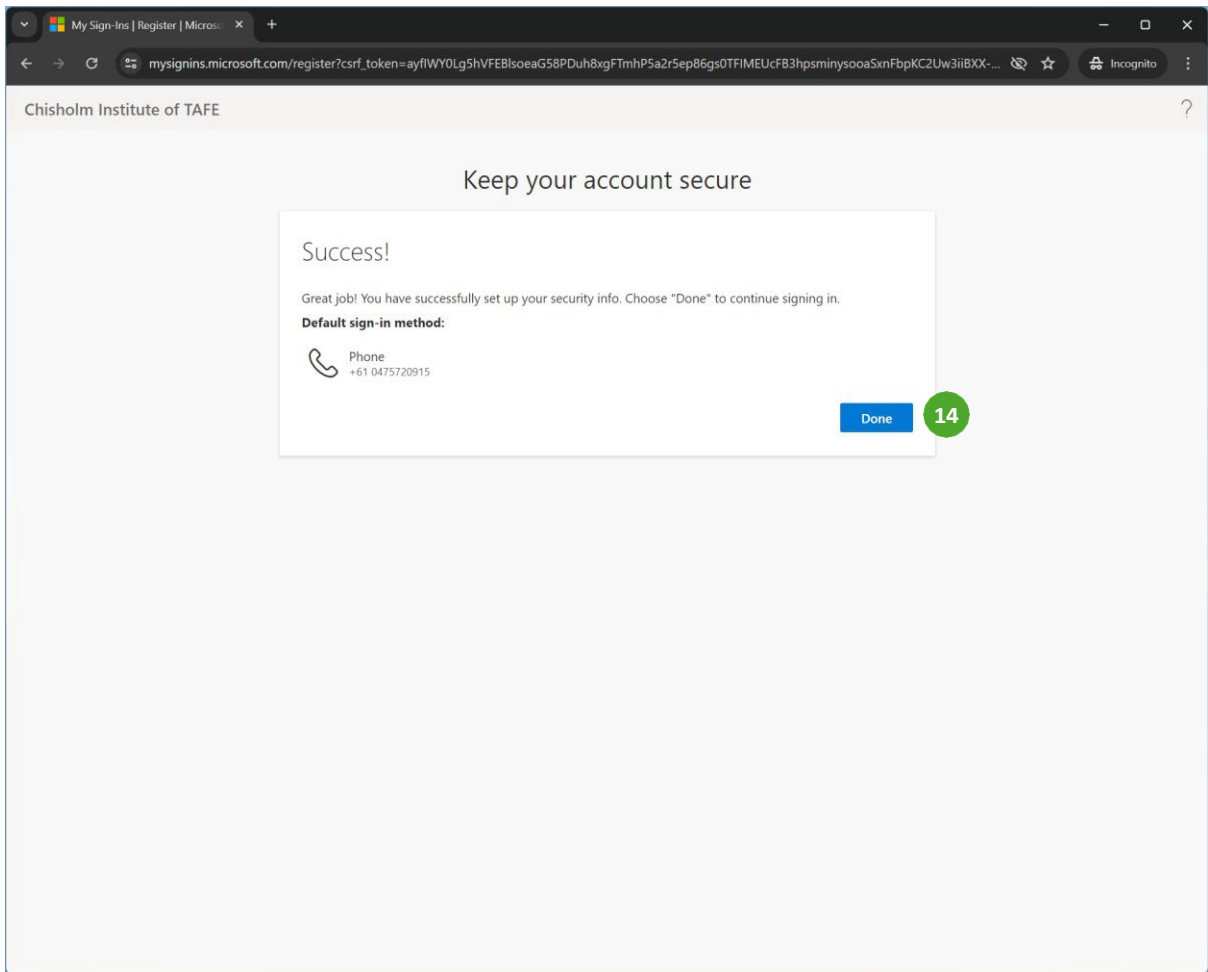 My Sign-Ins | Register | Microso
mysignins.microsoft.com/register?csrf_token=ayflWY0Lg5hVFEBlsoeaG58PDuh8xgFTmhP5a2r5ep86gs0TFIMEUcFB3hpsminysooaSxnFbpKC2Uw3iiBXX-...
Incognito
Chisholm Institute of TAFE
?
Keep your account secure
Success!
Great job! You have successfully set up your security info. Choose "Done" to continue signing in.
Default sign-in method:
Phone
+61 0475720915
Done
14